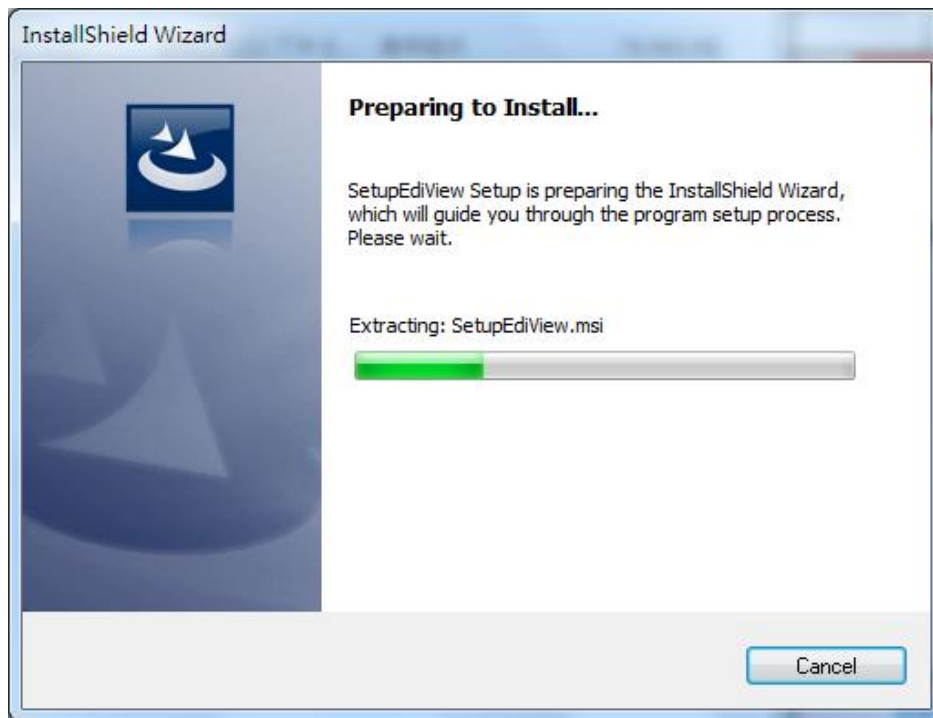 InstallShield Wizard
Preparing to Install...
SetupEdiView Setup is preparing the InstallShield Wizard,
which will guide you through the program setup process.
Please wait.
Extracting: SetupEdiView.msi
Cancel